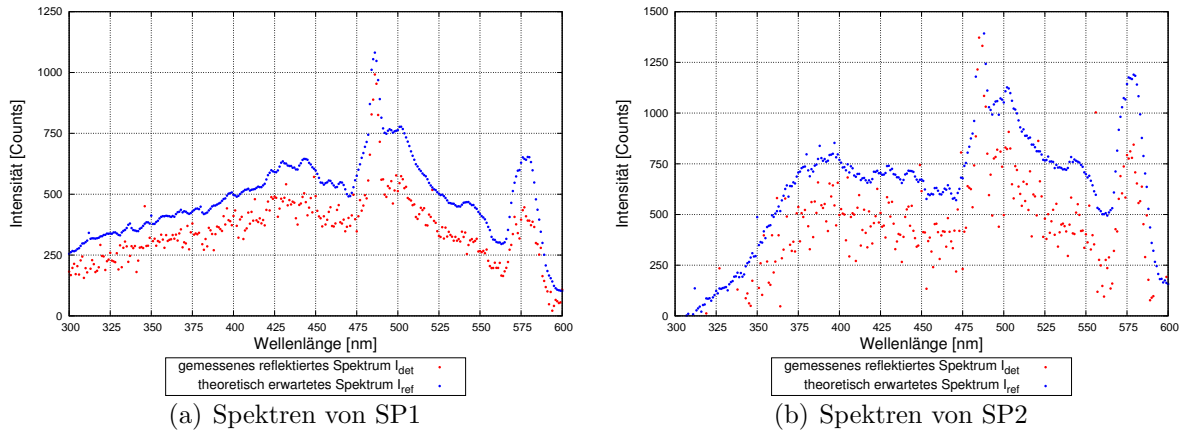 1250
1000
750
500
250
0
300 325 350 375 400 425 450 475 500 525 550 575 600
Intensität [Counts]
Wellenlänge [nm]
gemessenes reflektiertes Spektrum I_det
theoretisch erwartetes Spektrum I_ref
(a) Spektren von SP1
1500
1250
1000
750
500
250
0
300 325 350 375 400 425 450 475 500 525 550 575 600
Intensität [Counts]
Wellenlänge [nm]
gemessenes reflektiertes Spektrum I_det
theoretisch erwartetes Spektrum I_ref
(b) Spektren von SP2